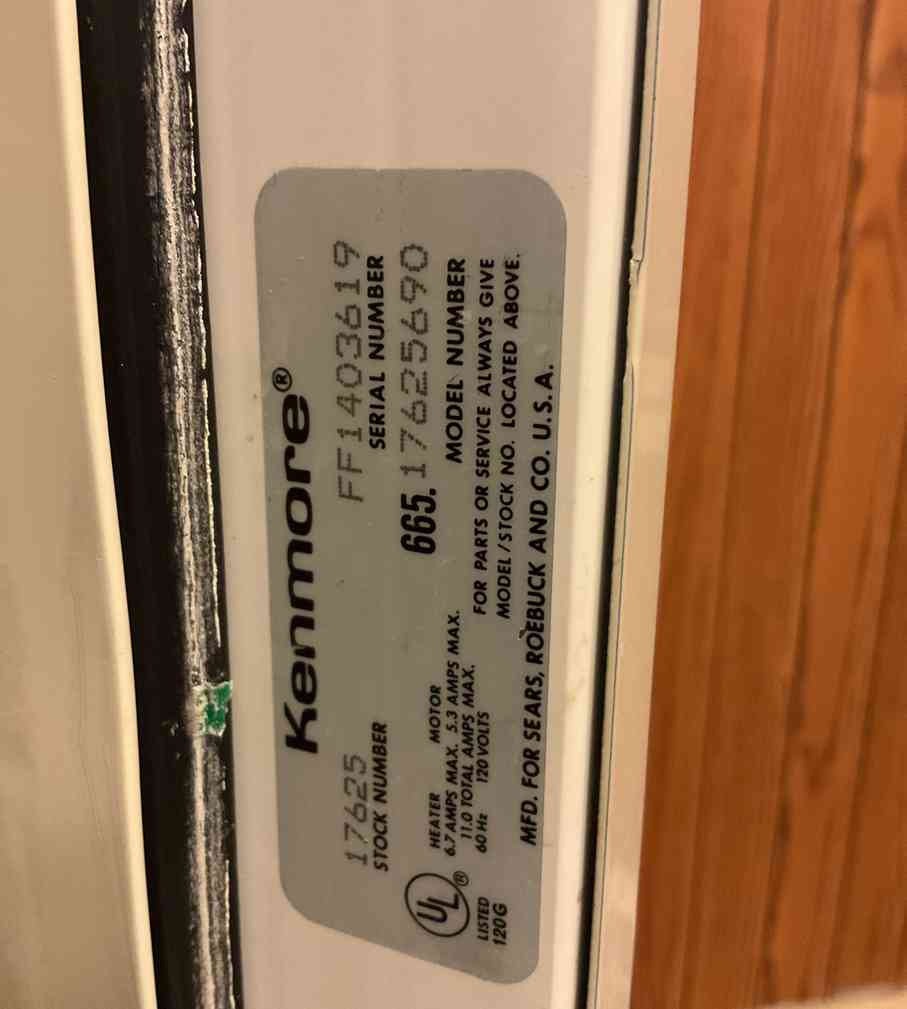 Kenmore®
17625
STOCK NUMBER
FF1403619
SERIAL NUMBER
665.17625690
MODEL NUMBER
UL®
LISTED
120G
HEATER MOTOR
6.7 AMPS MAX. 5.3 AMPS MAX.
11.0 TOTAL AMPS MAX.
60 Hz 120 VOLTS
FOR PARTS OR SERVICE ALWAYS GIVE
MODEL/STOCK NO. LOCATED ABOVE.
MFD. FOR SEARS, ROEBUCK AND CO. U.S.A.